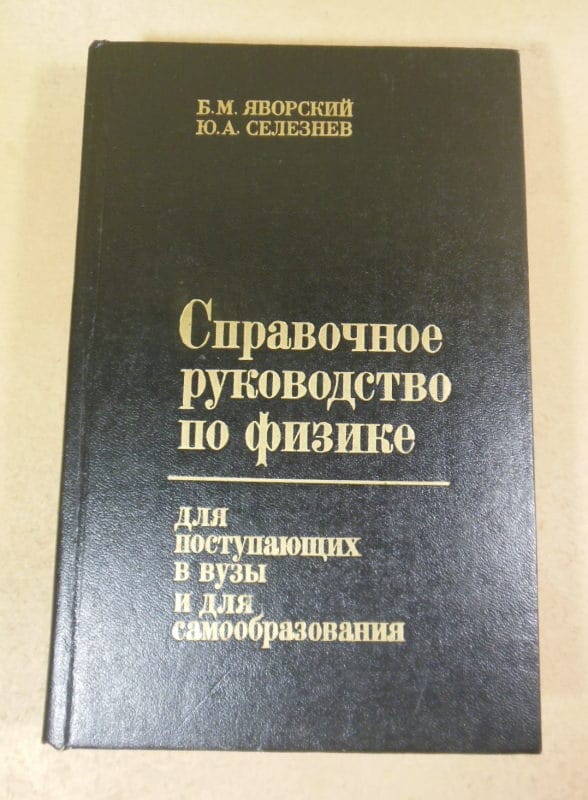 Б.М. ЯВОРСКИЙ
Ю.А. СЕЛЕЗНЕВ
Справочное
руководство
по физике
для
поступающих
в вузы
и для
самообразования